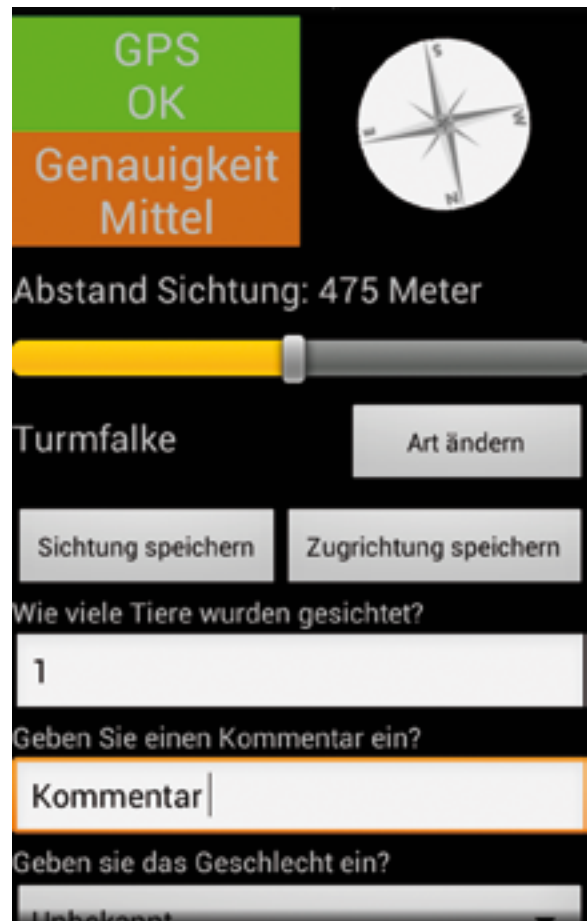 GPS
OK
Genauigkeit
Mittel
S
W
E
N
Abstand Sichtung: 475 Meter
Turmfalke
Art ändern
Sichtung speichern
Zugrichtung speichern
Wie viele Tiere wurden gesichtet?
1
Geben Sie einen Kommentar ein?
Kommentar
Geben sie das Geschlecht ein?
Unbekannt